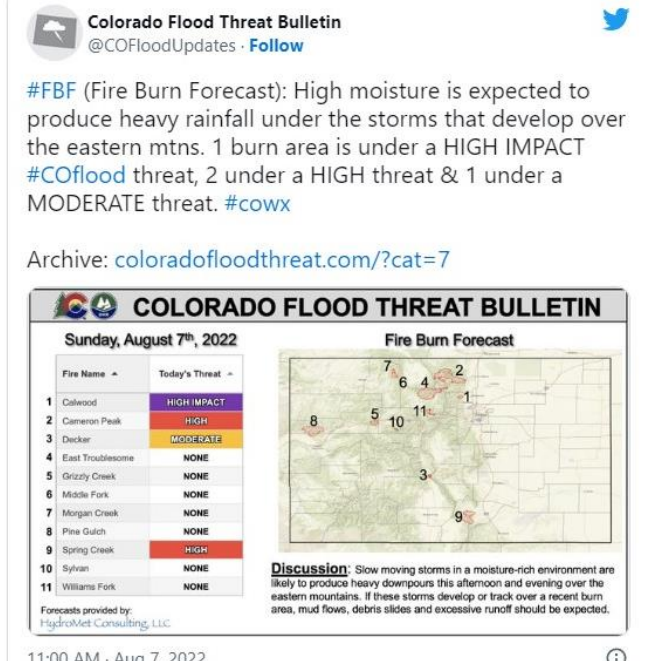 Colorado Flood Threat Bulletin
@COFloodUpdates · Follow
#FBF (Fire Burn Forecast): High moisture is expected to
produce heavy rainfall under the storms that develop over
the eastern mtns. 1 burn area is under a HIGH IMPACT
#COflood threat, 2 under a HIGH threat & 1 under a
MODERATE threat. #cowx
Archive: coloradofloodthreat.com/?cat=7
COLORADO FLOOD THREAT BULLETIN
Sunday, August 7th, 2022
Fire Name Today's Threat
1 Calwood HIGH IMPACT
2 Cameron Peak HIGH
3 Decker MODERATE
4 East Troublesome NONE
5 Grizzly Creek NONE
6 Middle Fork NONE
7 Morgan Creek NONE
8 Pine Gulch NONE
9 Spring Creek HIGH
10 Sylvan NONE
11 Williams Fork NONE
Forecasts provided by:
HydroMet Consulting, LLC
Fire Burn Forecast
7
2
6 4
1
11
5
10
8
3
9
Discussion: Slow moving storms in a moisture-rich environment are
likely to produce heavy downpours this afternoon and evening over the
eastern mountains. If these storms develop or track over a recent burn
area, mud flows, debris slides and excessive runoff should be expected.
11:00 AM · Aug 7, 2022